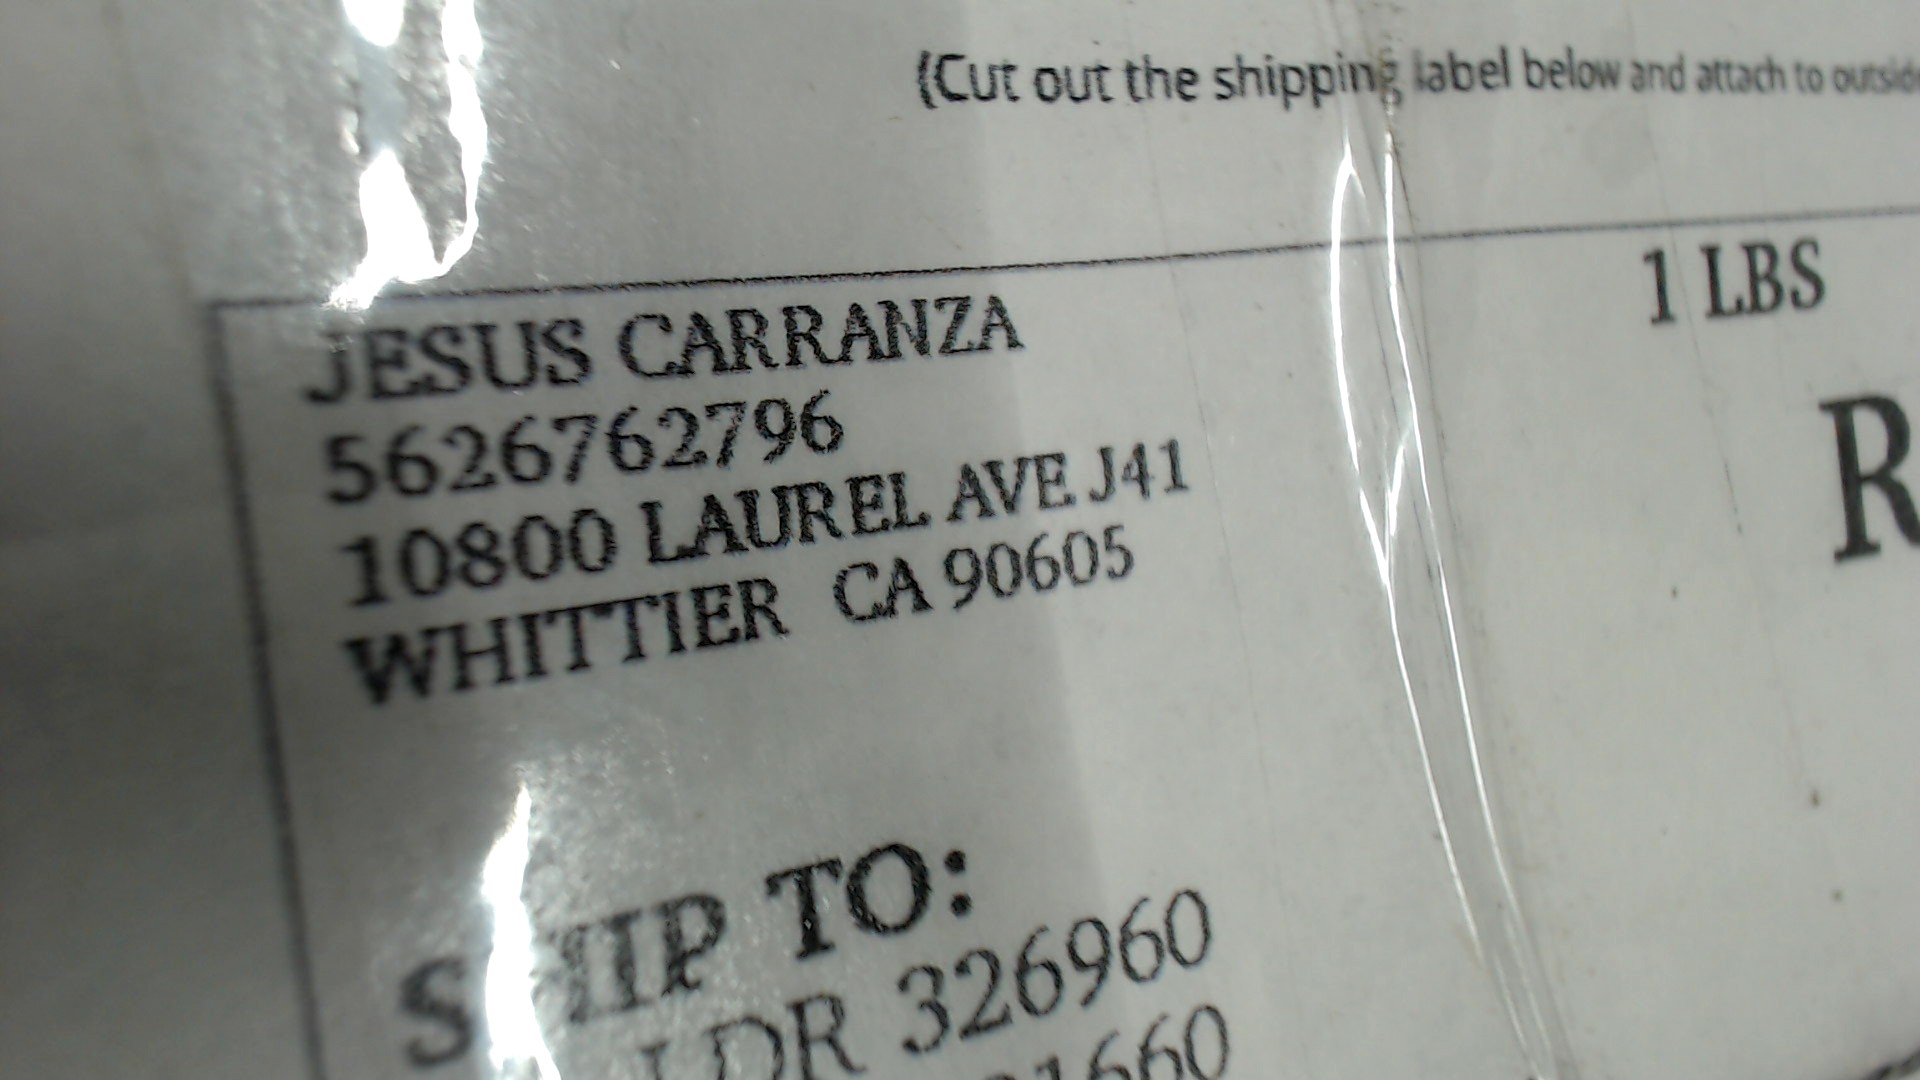 (Cut out the shipping label below and attach to outside
JESUS CARRANZA
5626762796
10800 LAUREL AVE J41
WHITTIER CA 90605
1 LBS
SHIP TO:
326960